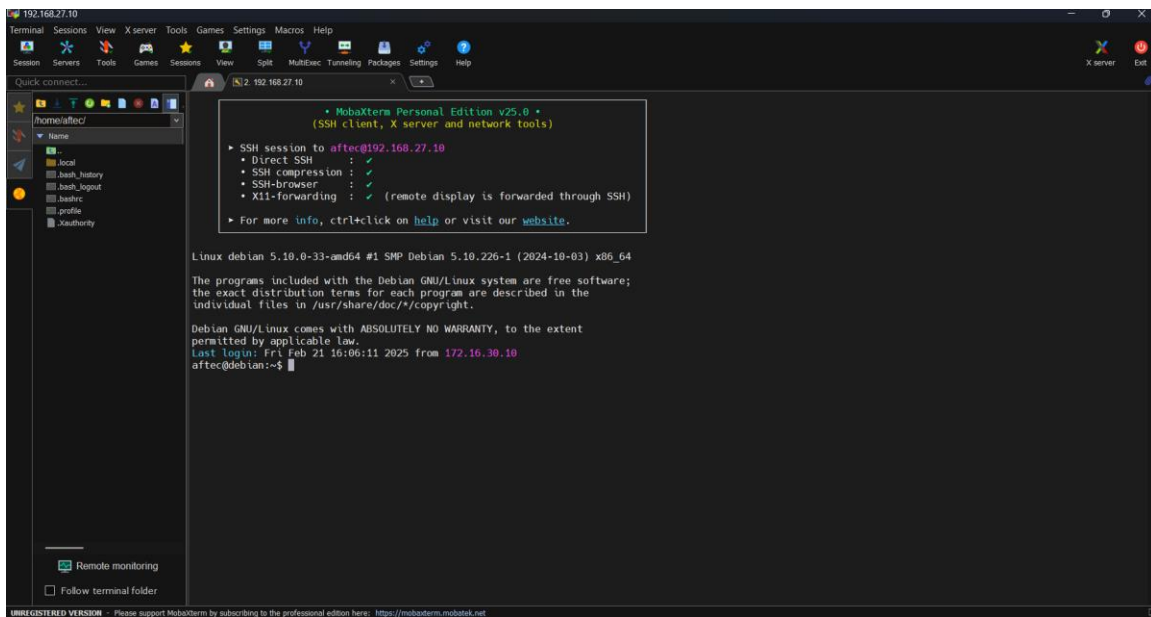 192.168.27.10
Terminal Sessions View X server Tools Games Settings Macros Help
Session Servers Tools Games Sessions View Split MultiExec Tunneling Packages Settings Help X server Exit
Quick connect...
2. 192.168.27.10
/home/aftec/
Name
..
.local
.bash_history
.bash_logout
.bashrc
.profile
.Xauthority
• MobaXterm Personal Edition v25.0 •
(SSH client, X server and network tools)
► SSH session to aftec@192.168.27.10
• Direct SSH : ✔
• SSH compression : ✔
• SSH-browser : ✔
• X11-forwarding : ✔ (remote display is forwarded through SSH)
► For more info, ctrl+click on help or visit our website.
Linux debian 5.10.0-33-amd64 #1 SMP Debian 5.10.226-1 (2024-10-03) x86_64
The programs included with the Debian GNU/Linux system are free software;
the exact distribution terms for each program are described in the
individual files in /usr/share/doc/*/copyright.
Debian GNU/Linux comes with ABSOLUTELY NO WARRANTY, to the extent
permitted by applicable law.
Last login: Fri Feb 21 16:06:11 2025 from 172.16.30.10
aftec@debian:~$
Remote monitoring
Follow terminal folder
UNREGISTERED VERSION - Please support MobaXterm by subscribing to the professional edition here: https://mobaxterm.mobatek.net